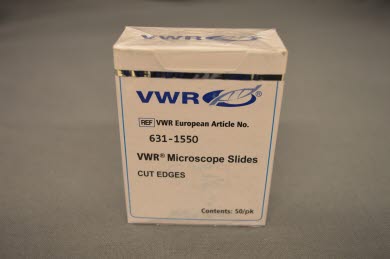 VWR®
REF VWR European Article No.
631-1550
VWR® Microscope Slides
CUT EDGES
Contents: 50/pk